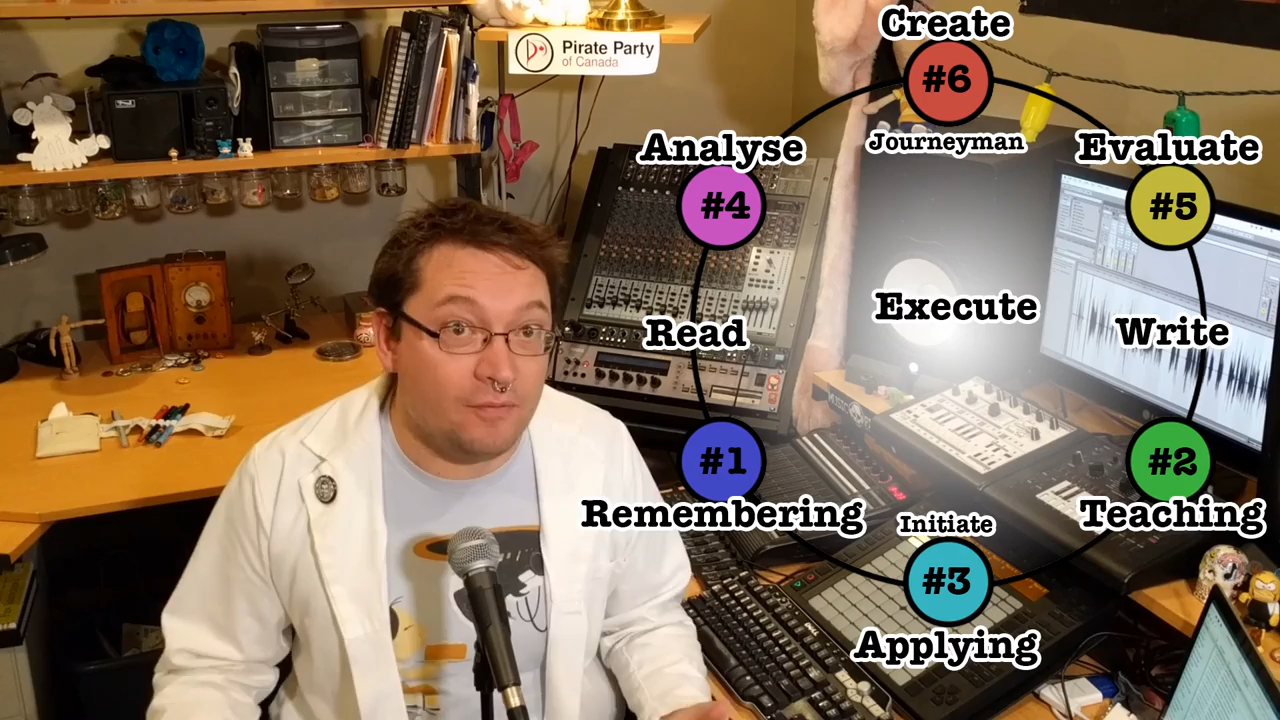 Create
#6
Journeyman
Pirate Party
of Canada
Analyse
#4
Evaluate
#5
Read
Execute
Write
#1
Remembering
#2
Teaching
Initiate
#3
Applying